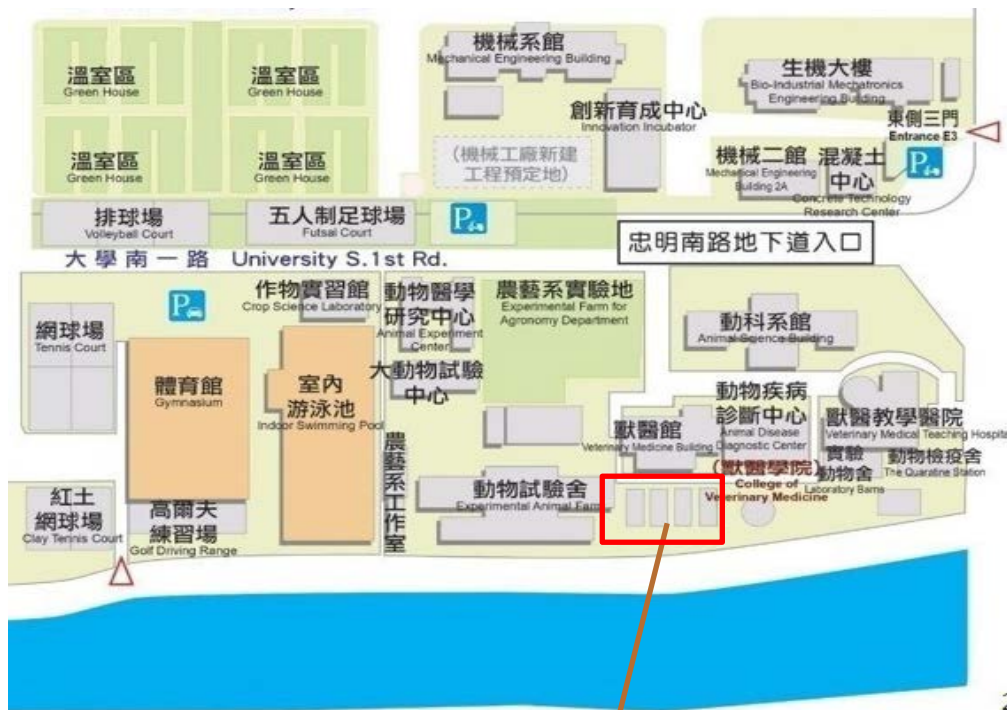 機械系館
Mechanical Engineering Building
生機大樓
Bio-Industrial Mechatronics
Engineering Building
溫室區
Green House
溫室區
Green House
創新育成中心
Innovation Incubator
東側三門
Entrance E3
溫室區
Green House
溫室區
Green House
(機械工廠新建
工程預定地)
機械二館
Mechanical Engineering
Building 2A
混凝土
中心
Concrete Technology
Research Center
P
排球場
Volleyball Court
五人制足球場
Futsal Court
P
忠明南路地下道入口
大學南一路 University S.1st Rd.
P
作物實習館
Crop Science Laboratory
動物醫學
研究中心
Animal Experiment
Center
農藝系實驗地
Experimental Farm for
Agronomy Department
網球場
Tennis Court
動科系館
Animal Science Building
體育館
Gymnasium
室內
游泳池
Indoor Swimming Pool
大動物試驗
中心
動物疾病
診斷中心
Animal Disease
Diagnostic Center
獸醫館
Veterinary Medicine Building
獸醫教學醫院
Veterinary Medical Teaching Hospita
實驗
動物舍
Laboratory Barns
動物檢疫舍
The Quaratine Station
(獸醫學院)
College of
Veterinary Medicine
農藝系工作室
動物試驗舍
Experimental Animal Farm
紅土
網球場
Clay Tennis Court
高爾夫
練習場
Golf Driving Range